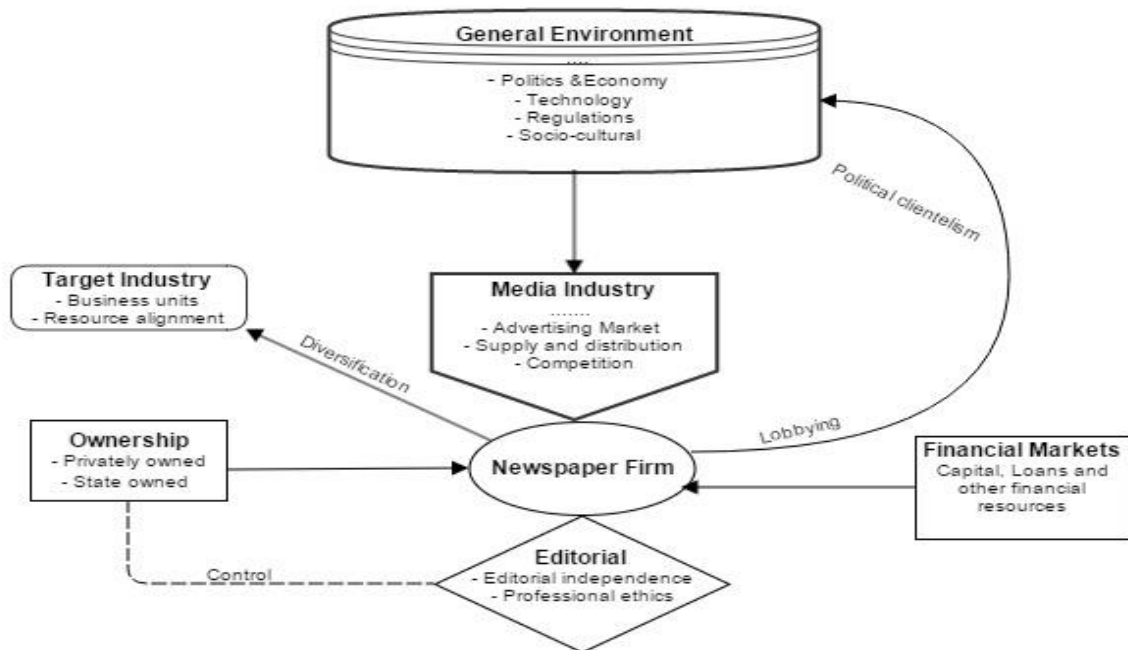 General Environment
....
- Politics &Economy
- Technology
- Regulations
- Socio-cultural
Political clientelism
Target Industry
- Business units
- Resource alignment
Media Industry
.......
- Advertising Market
- Supply and distribution
- Competition
Diversification
Lobbying
Ownership
- Privately owned
- State owned
Newspaper Firm
Financial Markets
Capital, Loans and
other financial
resources
Control
Editorial
- Editorial independence
- Professional ethics